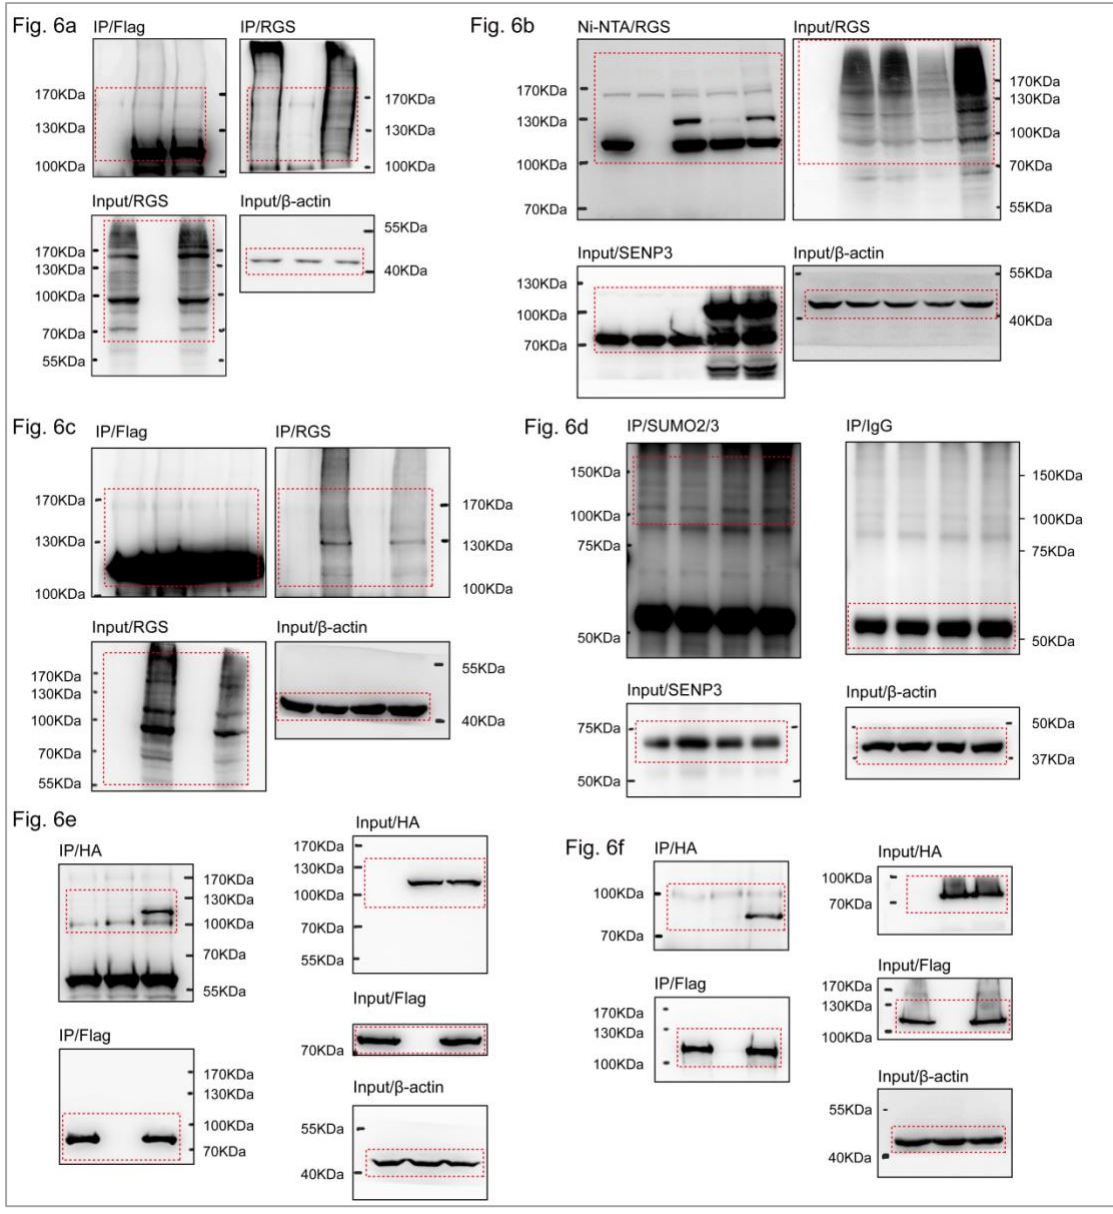 Fig. 6a
IP/Flag
170KDa
130KDa
100KDa
IP/RGS
170KDa
130KDa
100KDa
Input/RGS
170KDa
130KDa
100KDa
70KDa
55KDa
Input/β-actin
55KDa
40KDa
Fig. 6b
Ni-NTA/RGS
170KDa
130KDa
100KDa
70KDa
Input/RGS
170KDa
130KDa
100KDa
70KDa
55KDa
Input/SENP3
130KDa
100KDa
70KDa
Input/β-actin
55KDa
40KDa
Fig. 6c
IP/Flag
170KDa
130KDa
100KDa
IP/RGS
170KDa
130KDa
100KDa
Input/RGS
170KDa
130KDa
100KDa
70KDa
55KDa
Input/β-actin
55KDa
40KDa
Fig. 6d
IP/SUMO2/3
150KDa
100KDa
75KDa
50KDa
IP/IgG
150KDa
100KDa
75KDa
50KDa
Input/SENP3
75KDa
50KDa
Input/β-actin
50KDa
37KDa
Fig. 6e
IP/HA
170KDa
130KDa
100KDa
70KDa
55KDa
Input/HA
170KDa
130KDa
100KDa
70KDa
55KDa
IP/Flag
170KDa
130KDa
100KDa
70KDa
Input/Flag
70KDa
Input/β-actin
55KDa
40KDa
Fig. 6f
IP/HA
100KDa
70KDa
Input/HA
100KDa
70KDa
IP/Flag
170KDa
130KDa
100KDa
Input/Flag
170KDa
130KDa
100KDa
Input/β-actin
55KDa
40KDa